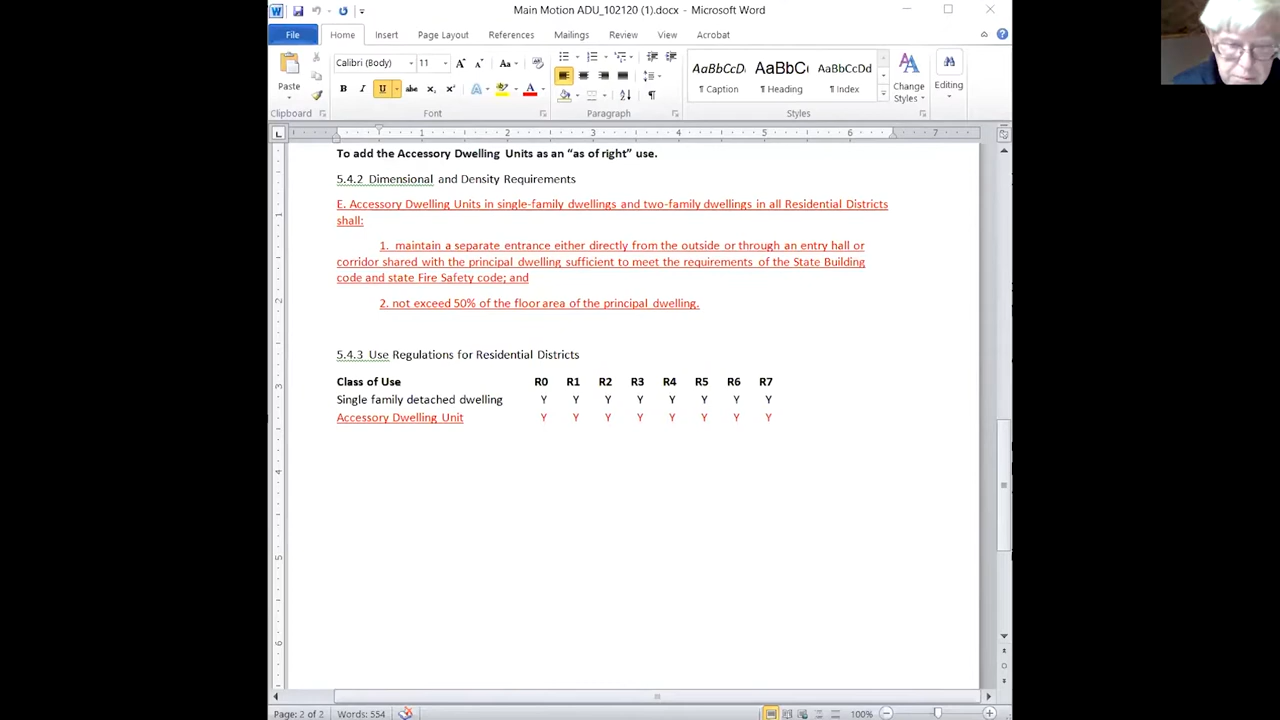 Main Motion ADU_102120 (1).docx - Microsoft Word
File Home Insert Page Layout References Mailings Review View Acrobat
Calibri (Body) 11
Paste
AaBbCcD AaBbCc AaBbCcDd
¶ Caption ¶ Heading ¶ Index
Change Styles
Editing
Clipboard Font Paragraph Styles
1 2 3 4 5 6 7
To add the Accessory Dwelling Units as an “as of right” use.
5.4.2 Dimensional and Density Requirements
E. Accessory Dwelling Units in single-family dwellings and two-family dwellings in all Residential Districts
shall:
1. maintain a separate entrance either directly from the outside or through an entry hall or
corridor shared with the principal dwelling sufficient to meet the requirements of the State Building
code and state Fire Safety code; and
2. not exceed 50% of the floor area of the principal dwelling.
5.4.3 Use Regulations for Residential Districts
Class of Use R0 R1 R2 R3 R4 R5 R6 R7
Single family detached dwelling Y Y Y Y Y Y Y Y
Accessory Dwelling Unit Y Y Y Y Y Y Y Y
Page: 2 of 2 Words: 554 100%